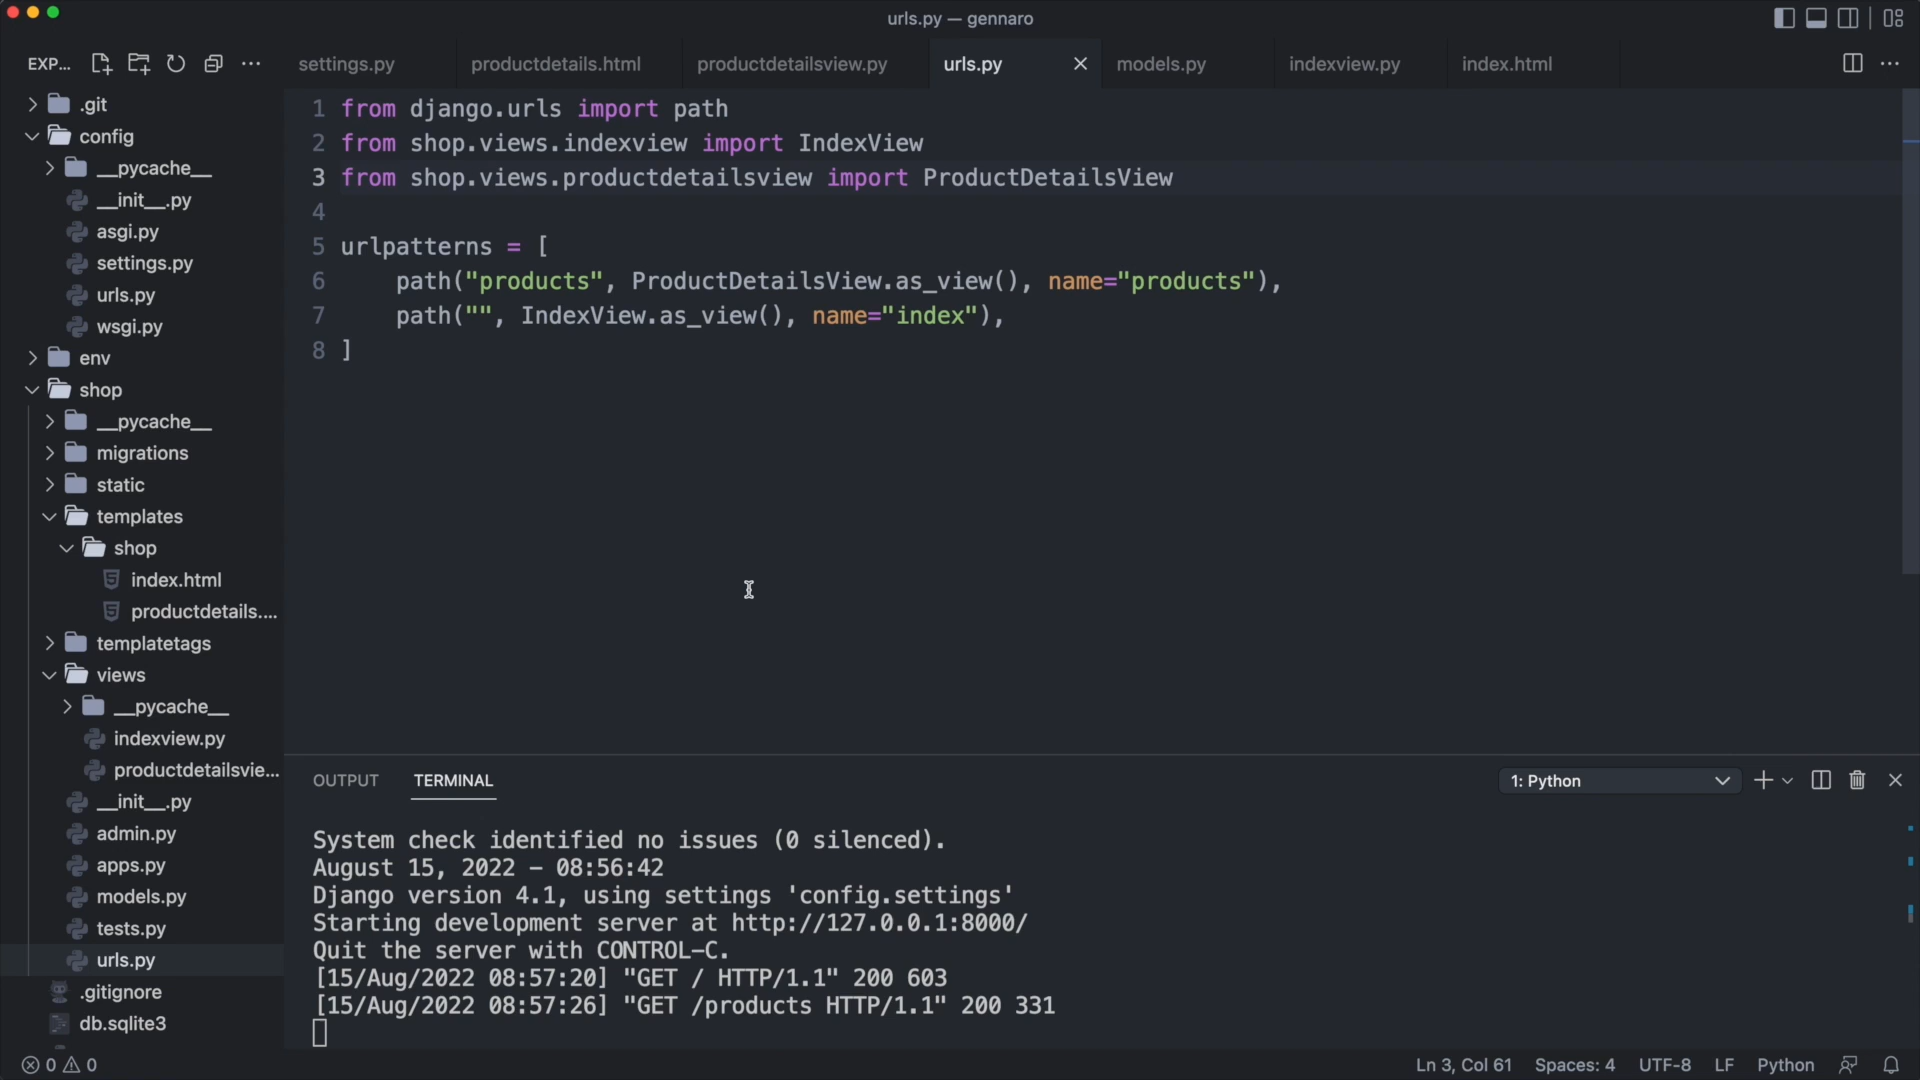 urls.py — gennaro
EXP...
settings.py
productdetails.html
productdetailsview.py
urls.py
models.py
indexview.py
index.html
.git
config
__pycache__
__init__.py
asgi.py
settings.py
urls.py
wsgi.py
env
shop
__pycache__
migrations
static
templates
shop
index.html
productdetails....
templatetags
views
__pycache__
indexview.py
productdetailsvie...
__init__.py
admin.py
apps.py
models.py
tests.py
urls.py
.gitignore
db.sqlite3
1 from django.urls import path
2 from shop.views.indexview import IndexView
3 from shop.views.productdetailsview import ProductDetailsView
4
5 urlpatterns = [
6     path("products", ProductDetailsView.as_view(), name="products"),
7     path("", IndexView.as_view(), name="index"),
8 ]
OUTPUT
TERMINAL
1: Python
System check identified no issues (0 silenced).
August 15, 2022 - 08:56:42
Django version 4.1, using settings 'config.settings'
Starting development server at http://127.0.0.1:8000/
Quit the server with CONTROL-C.
[15/Aug/2022 08:57:20] "GET / HTTP/1.1" 200 603
[15/Aug/2022 08:57:26] "GET /products HTTP/1.1" 200 331
0 0
Ln 3, Col 61
Spaces: 4
UTF-8
LF
Python